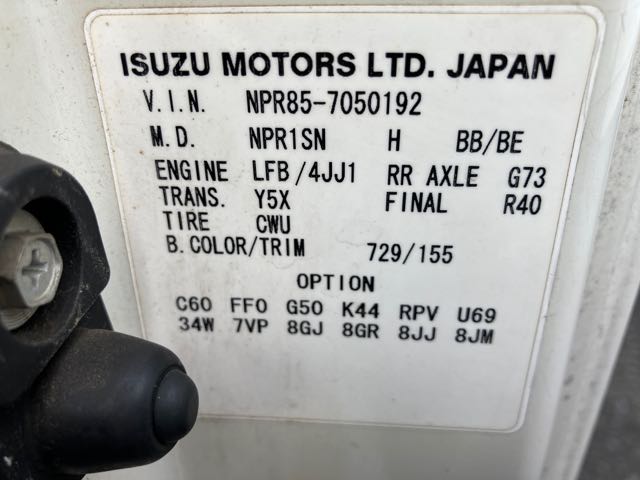 ISUZU MOTORS LTD. JAPAN
V.I.N. NPR85-7050192
M.D. NPR1SN H BB/BE
ENGINE LFB/4JJ1 RR AXLE G73
TRANS. Y5X FINAL R40
TIRE CWU
B.COLOR/TRIM 729/155
OPTION
C60 FF0 G50 K44 RPV U69
34W 7VP 8GJ 8GR 8JJ 8JM